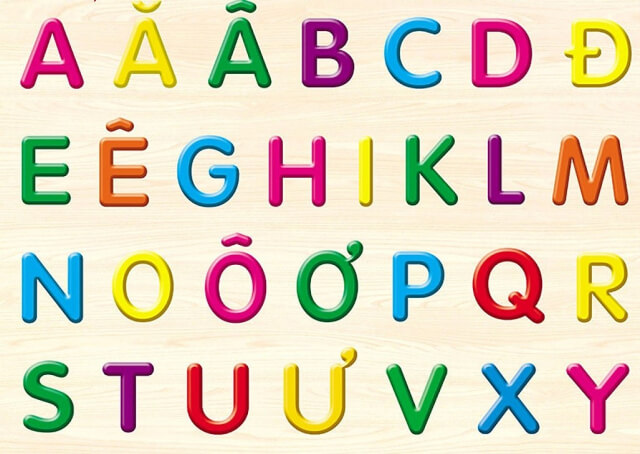 A Ă Â B C D Đ
E Ê G H I K L M
N O Ô Ơ P Q R
S T U Ư V X Y